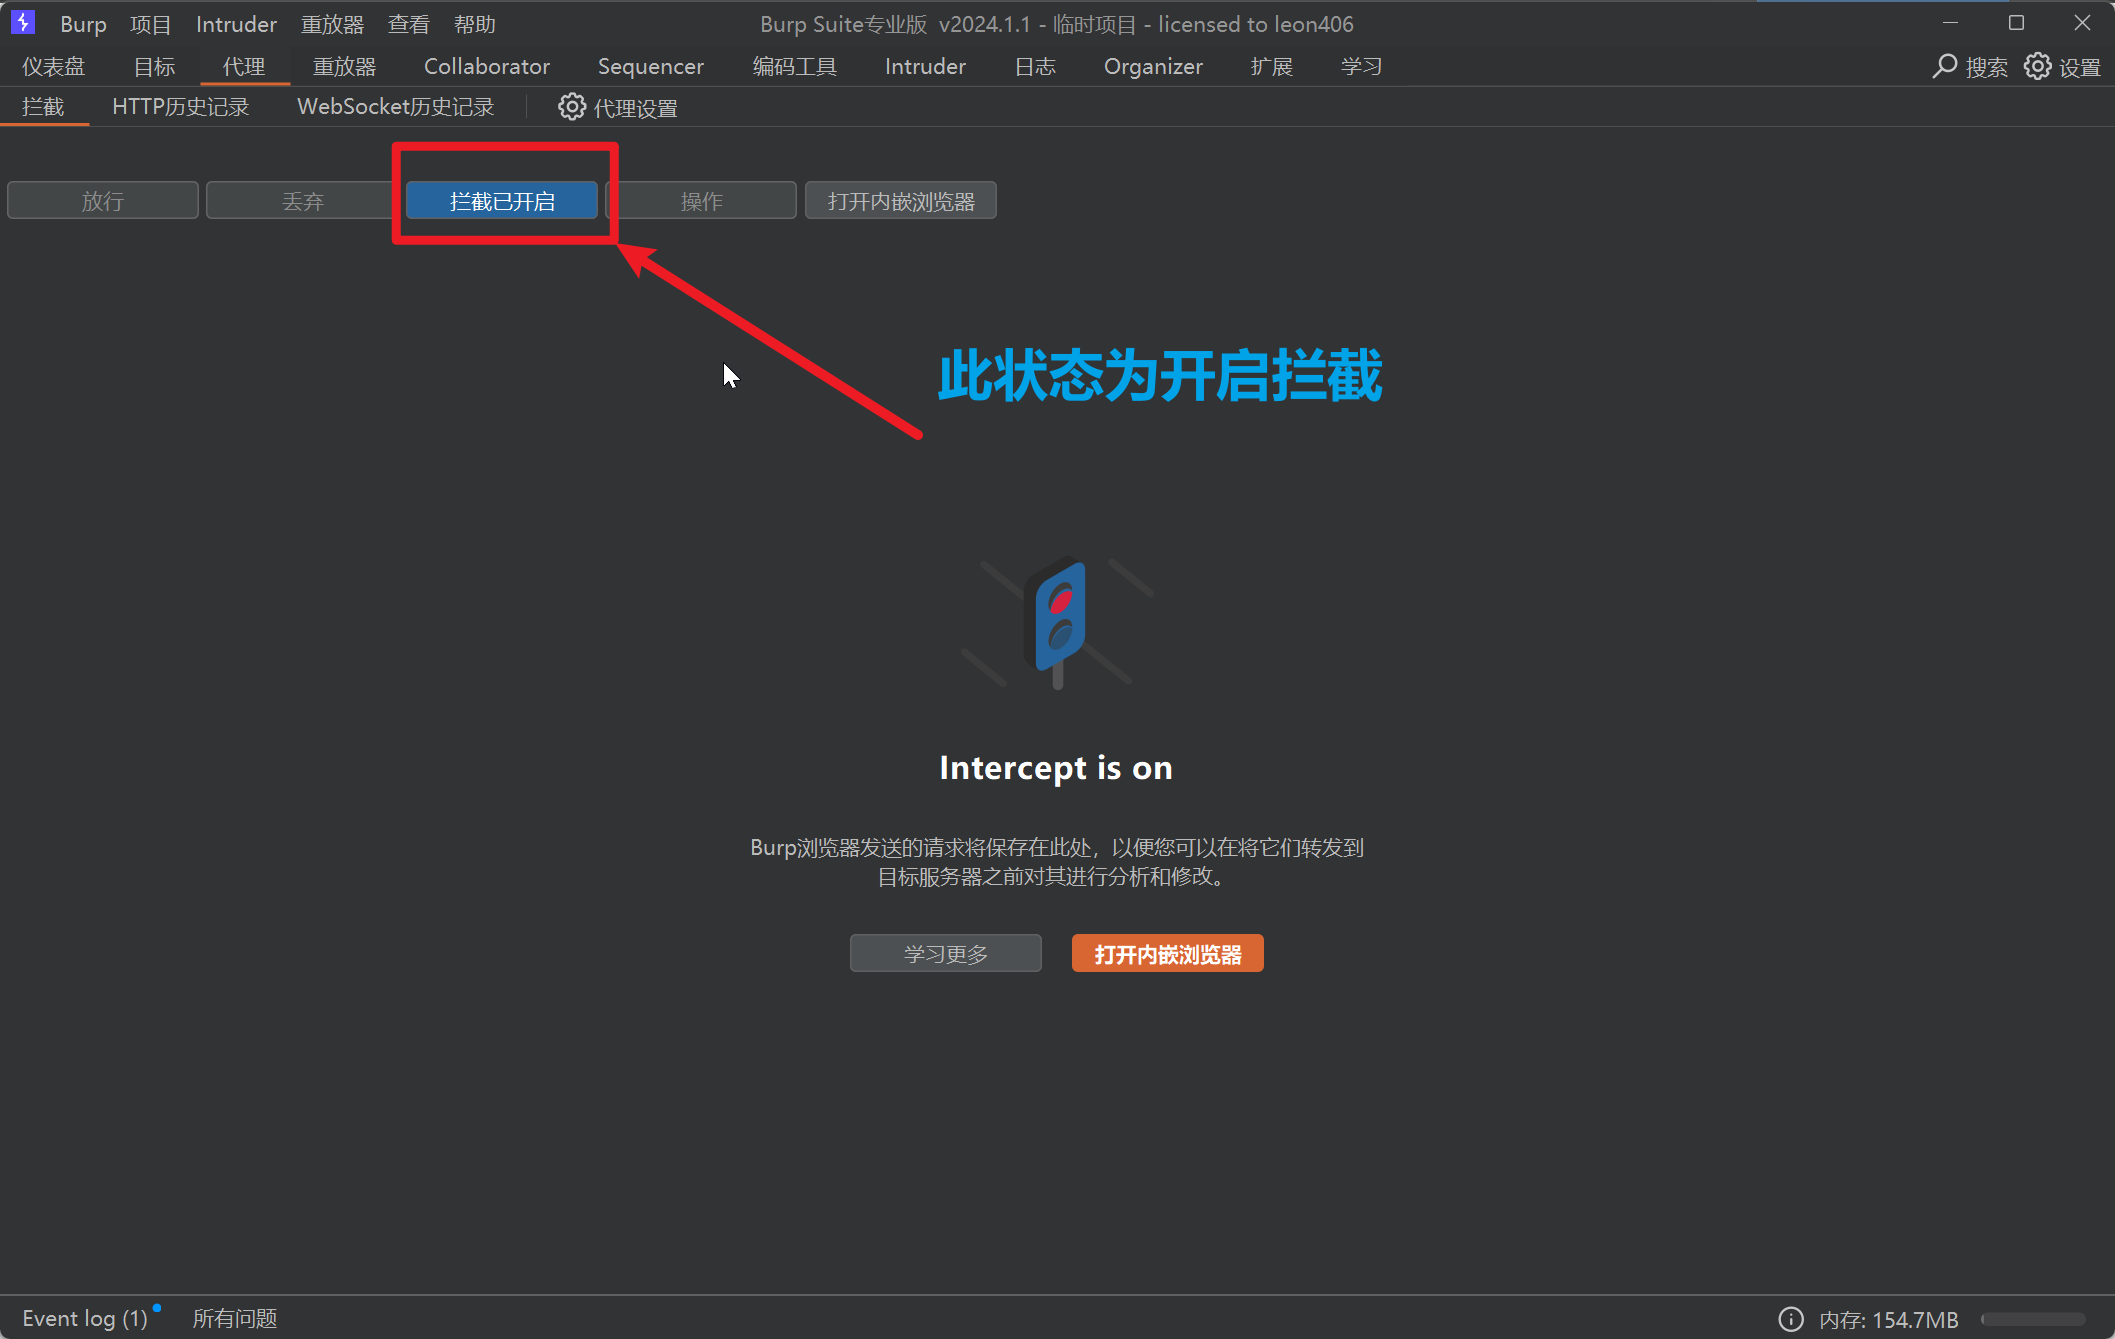 Burp 项目 Intruder 重放器 查看 帮助 Burp Suite专业版 v2024.1.1 - 临时项目 - licensed to leon406
仪表盘 目标 代理 重放器 Collaborator Sequencer 编码工具 Intruder 日志 Organizer 扩展 学习 搜索 设置
拦截 HTTP历史记录 WebSocket历史记录 代理设置
放行 丢弃 拦截已开启 操作 打开内嵌浏览器
此状态为开启拦截
Intercept is on
Burp浏览器发送的请求将保存在此处，以便您可以在将它们转发到
目标服务器之前对其进行分析和修改。
学习更多 打开内嵌浏览器
Event log (1) 所有问题 内存: 154.7MB